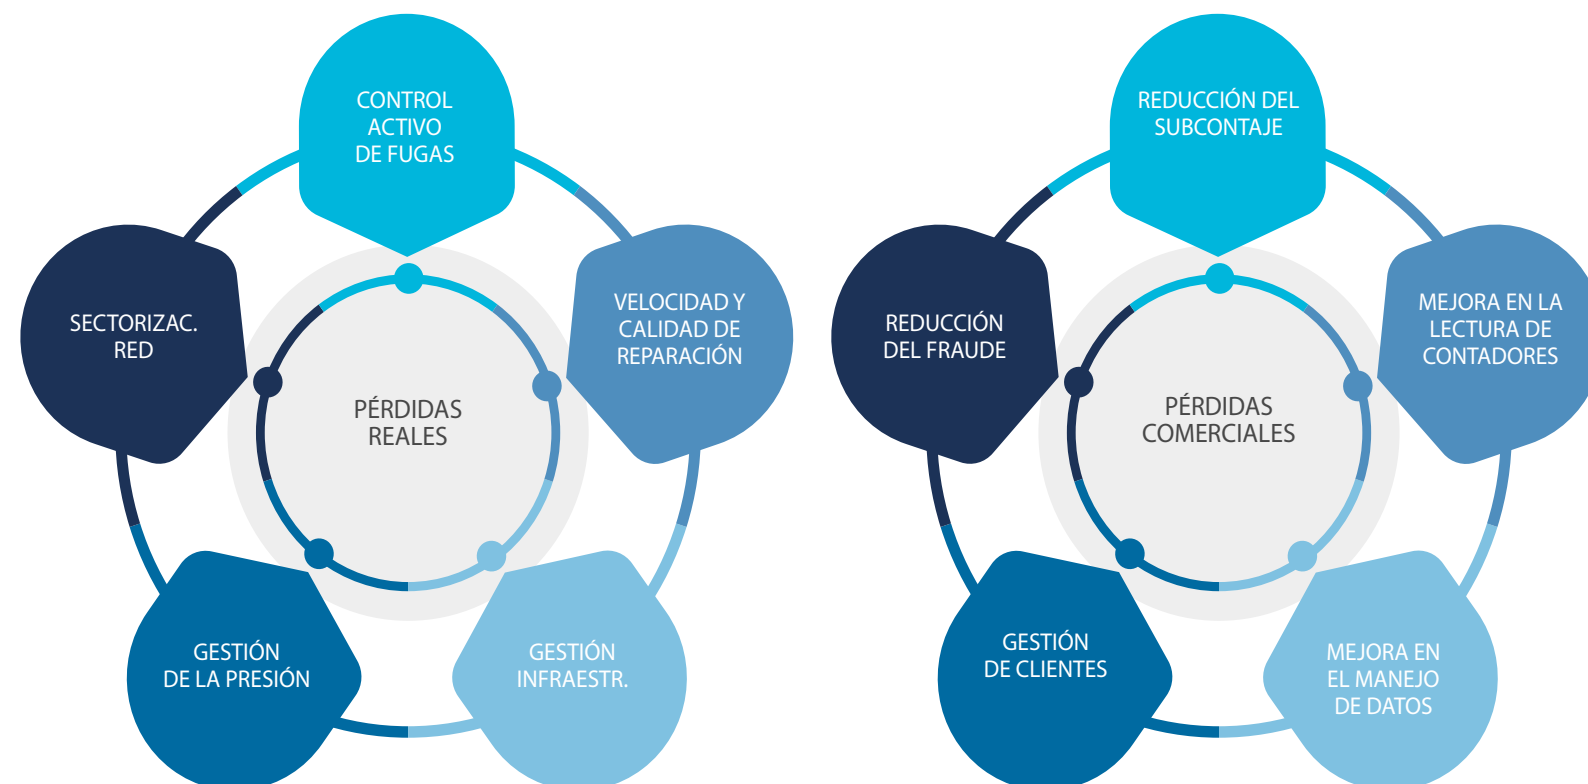 CONTROL
ACTIVO
DE FUGAS
VELOCIDAD Y
CALIDAD DE
REPARACIÓN
GESTIÓN
INFRAESTR.
GESTIÓN
DE LA PRESIÓN
SECTORIZAC.
RED
PÉRDIDAS
REALES
REDUCCIÓN DEL
SUBCONTAJE
MEJORA EN LA
LECTURA DE
CONTADORES
MEJORA EN
EL MANEJO
DE DATOS
GESTIÓN
DE CLIENTES
REDUCCIÓN
DEL FRAUDE
PÉRDIDAS
COMERCIALES